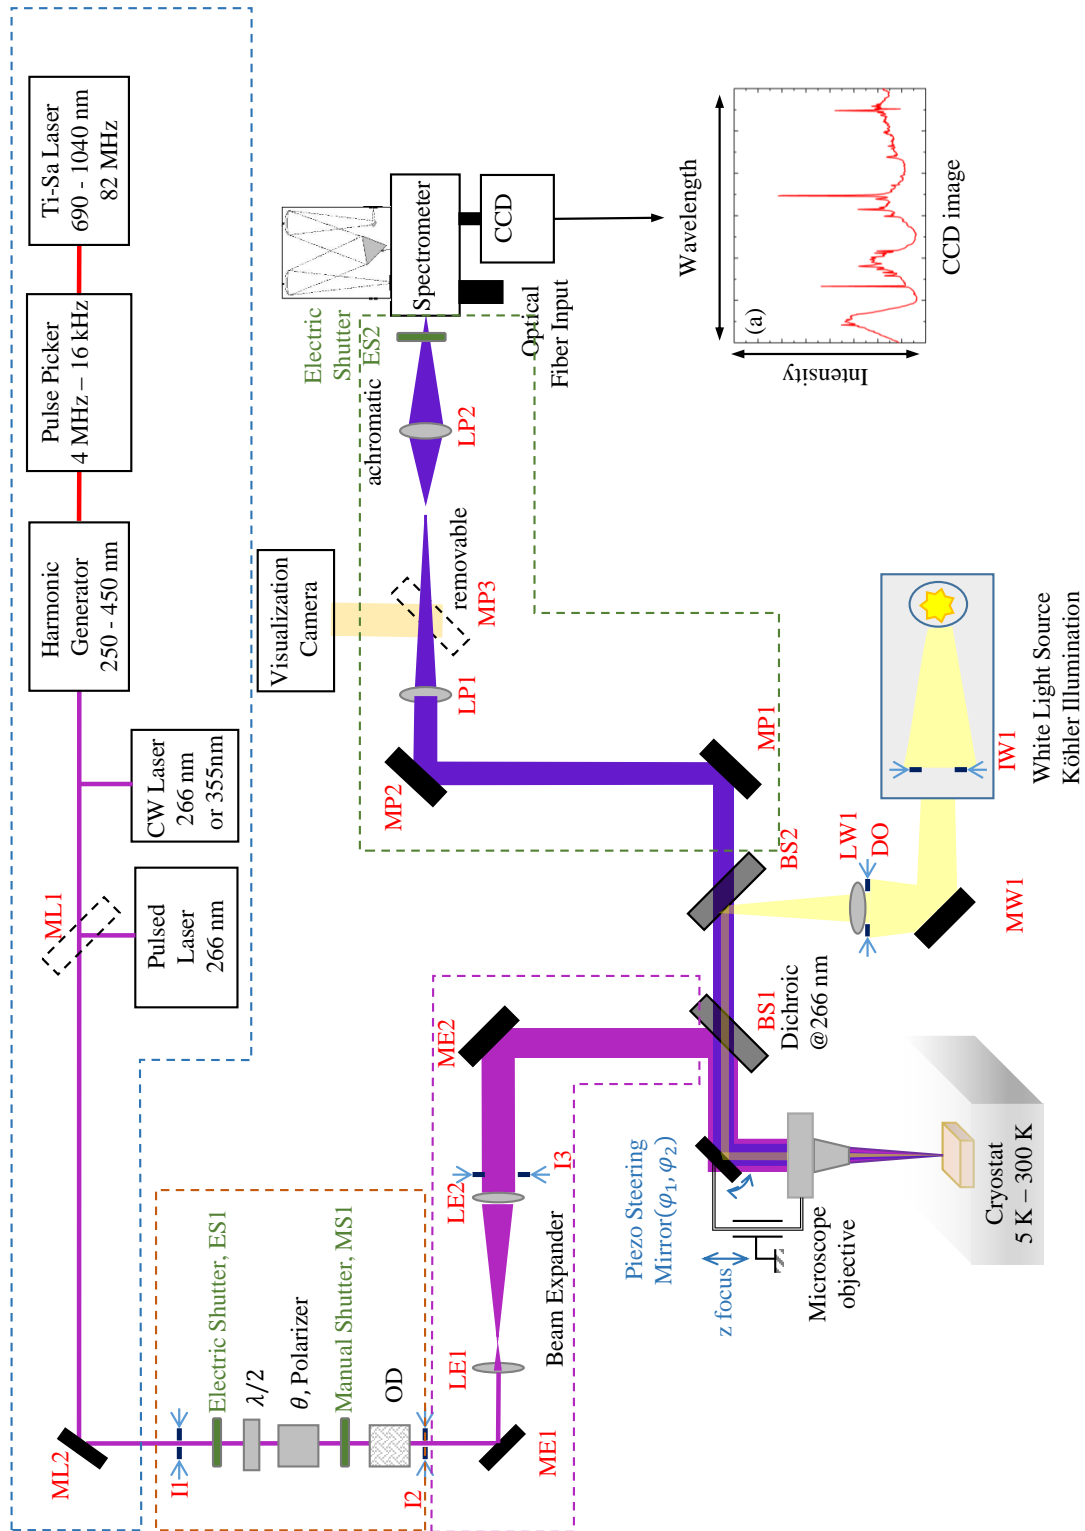 Ti-Sa Laser
690 - 1040 nm
82 MHz
Pulse Picker
4 MHz – 16 kHz
Harmonic
Generator
250 - 450 nm
CW Laser
266 nm
or 355nm
Pulsed
Laser
266 nm
ML1
ML2
I1
Electric Shutter, ES1
λ/2
θ, Polarizer
Manual Shutter, MS1
OD
I2
ME1
LE1
Beam Expander
LE2
I3
ME2
BS1
Dichroic
@266 nm
Piezo Steering
Mirror(φ₁, φ₂)
z focus
Microscope
objective
Cryostat
5 K – 300 K
BS2
LW1
DO
MW1
IW1
White Light Source
Köhler Illumination
MP1
MP2
LP1
MP3
removable
Visualization
Camera
achromatic
LP2
Electric
Shutter
ES2
Spectrometer
Optical
Fiber Input
CCD
Wavelength
Intensity
(a)
CCD image